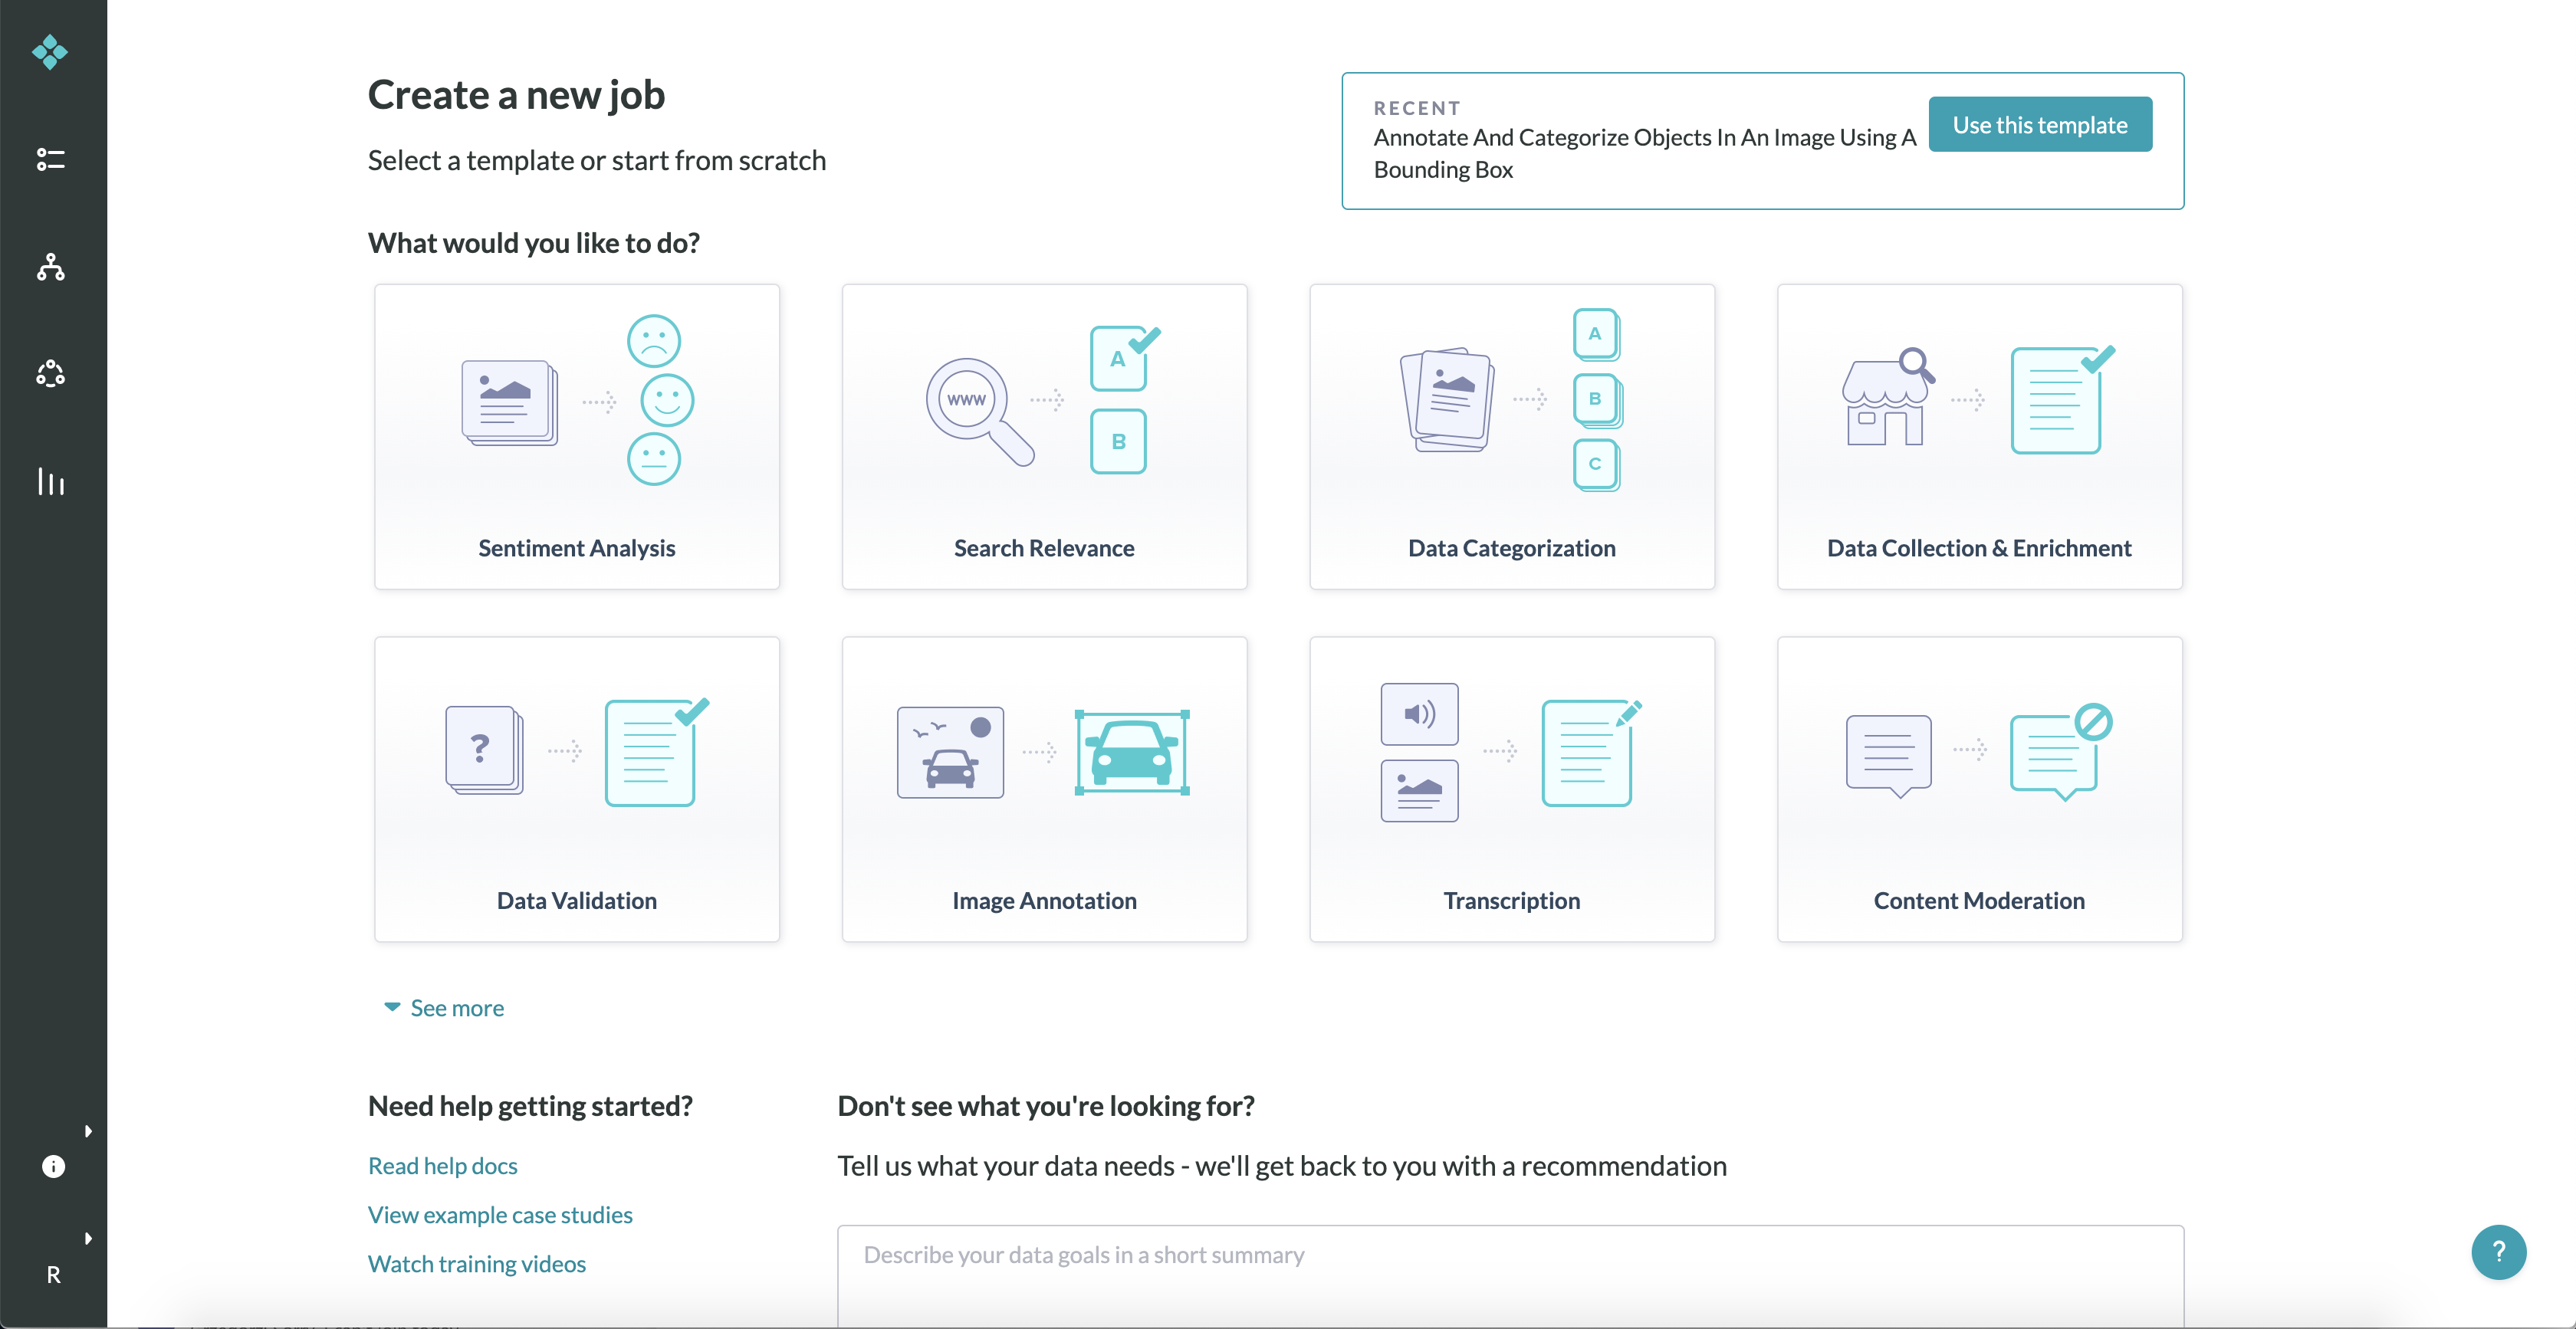 Create a new job
Select a template or start from scratch
RECENT
Annotate And Categorize Objects In An Image Using A
Bounding Box
Use this template
What would you like to do?
A
B
WWW
A
B
C
Sentiment Analysis
Search Relevance
Data Categorization
Data Collection & Enrichment
?
Data Validation
Image Annotation
Transcription
Content Moderation
See more
Need help getting started?
Read help docs
View example case studies
Watch training videos
Don't see what you're looking for?
Tell us what your data needs - we'll get back to you with a recommendation
Describe your data goals in a short summary
i
R
?